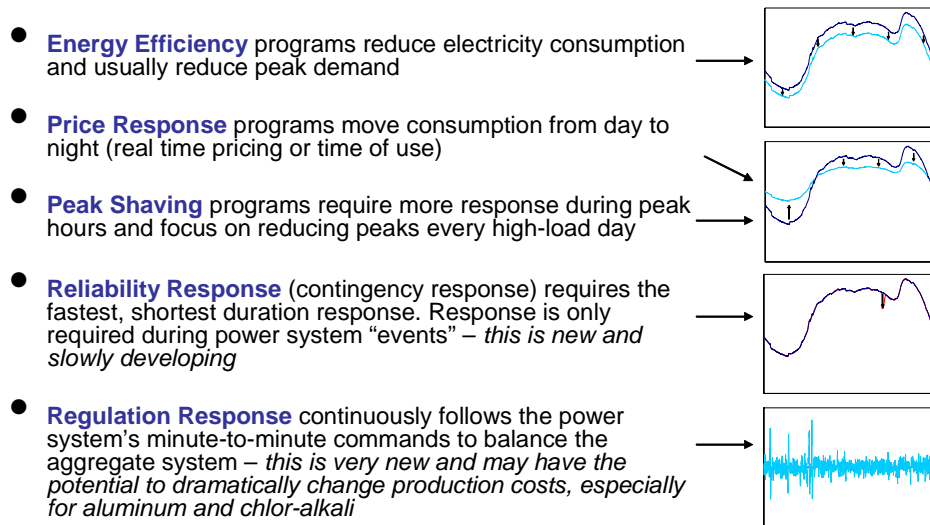 Energy Efficiency programs reduce electricity consumption
and usually reduce peak demand
Price Response programs move consumption from day to
night (real time pricing or time of use)
Peak Shaving programs require more response during peak
hours and focus on reducing peaks every high-load day
Reliability Response (contingency response) requires the
fastest, shortest duration response. Response is only
required during power system “events” – this is new and
slowly developing
Regulation Response continuously follows the power
system’s minute-to-minute commands to balance the
aggregate system – this is very new and may have the
potential to dramatically change production costs, especially
for aluminum and chlor-alkali